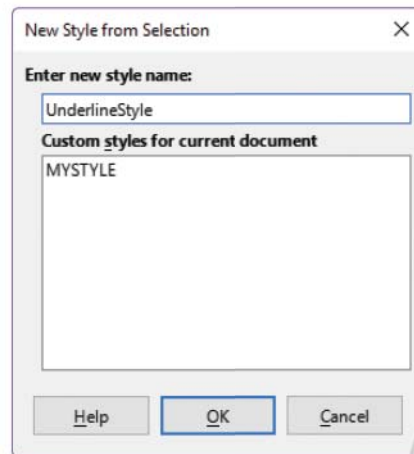 New Style from Selection
Enter new style name:
UnderlineStyle
Custom styles for current document
MYSTYLE
Help
OK
Cancel